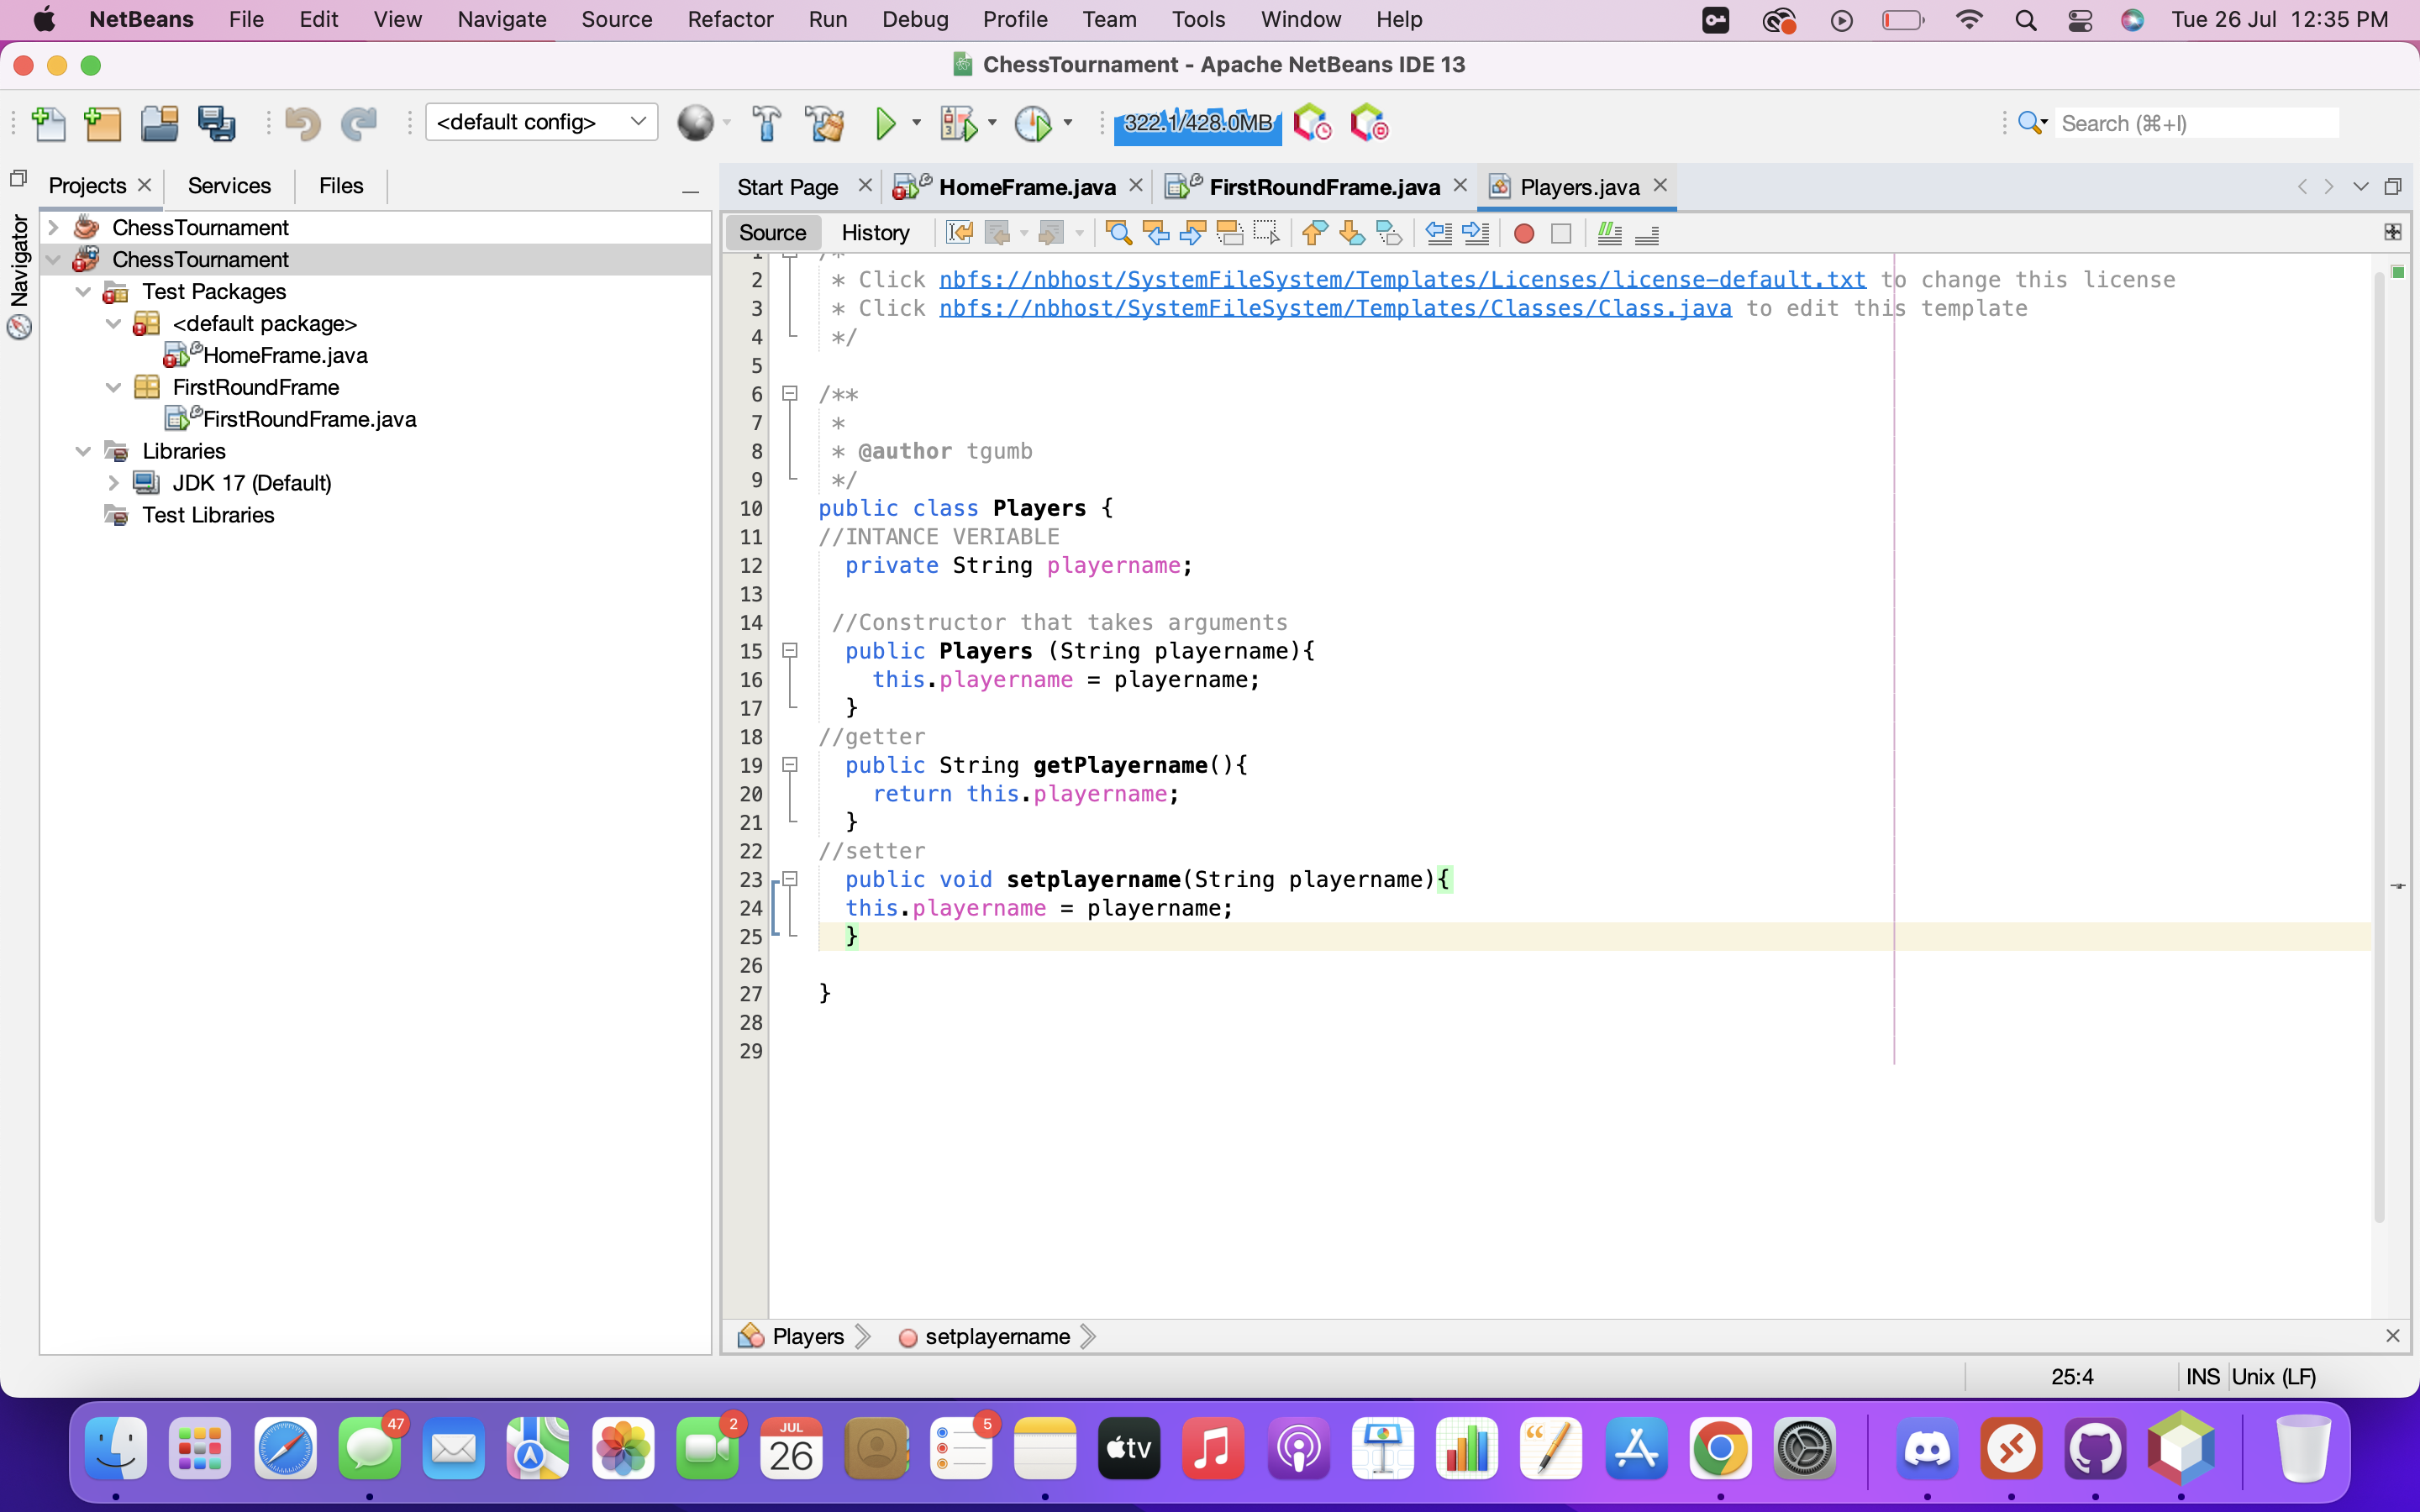 NetBeans File Edit View Navigate Source Refactor Run Debug Profile Team Tools Window Help Tue 26 Jul 12:35 PM
ChessTournament - Apache NetBeans IDE 13
<default config> 322.1/428.0MB Search (⌘+I)
Projects Services Files
Navigator
ChessTournament
ChessTournament
Test Packages
<default package>
HomeFrame.java
FirstRoundFrame
FirstRoundFrame.java
Libraries
JDK 17 (Default)
Test Libraries
Start Page HomeFrame.java FirstRoundFrame.java Players.java
Source History
1 /*
2 * Click nbfs://nbhost/SystemFileSystem/Templates/Licenses/license-default.txt to change this license
3 * Click nbfs://nbhost/SystemFileSystem/Templates/Classes/Class.java to edit this template
4 */
5
6 /**
7 *
8 * @author tgumb
9 */
10 public class Players {
11 //INTANCE VERIABLE
12 private String playername;
13
14 //Constructor that takes arguments
15 public Players (String playername){
16 this.playername = playername;
17 }
18 //getter
19 public String getPlayername(){
20 return this.playername;
21 }
22 //setter
23 public void setplayername(String playername){
24 this.playername = playername;
25 }
26
27 }
28
29
Players setplayername
25:4 INS Unix (LF)
47 2 JUL 26 5 tv